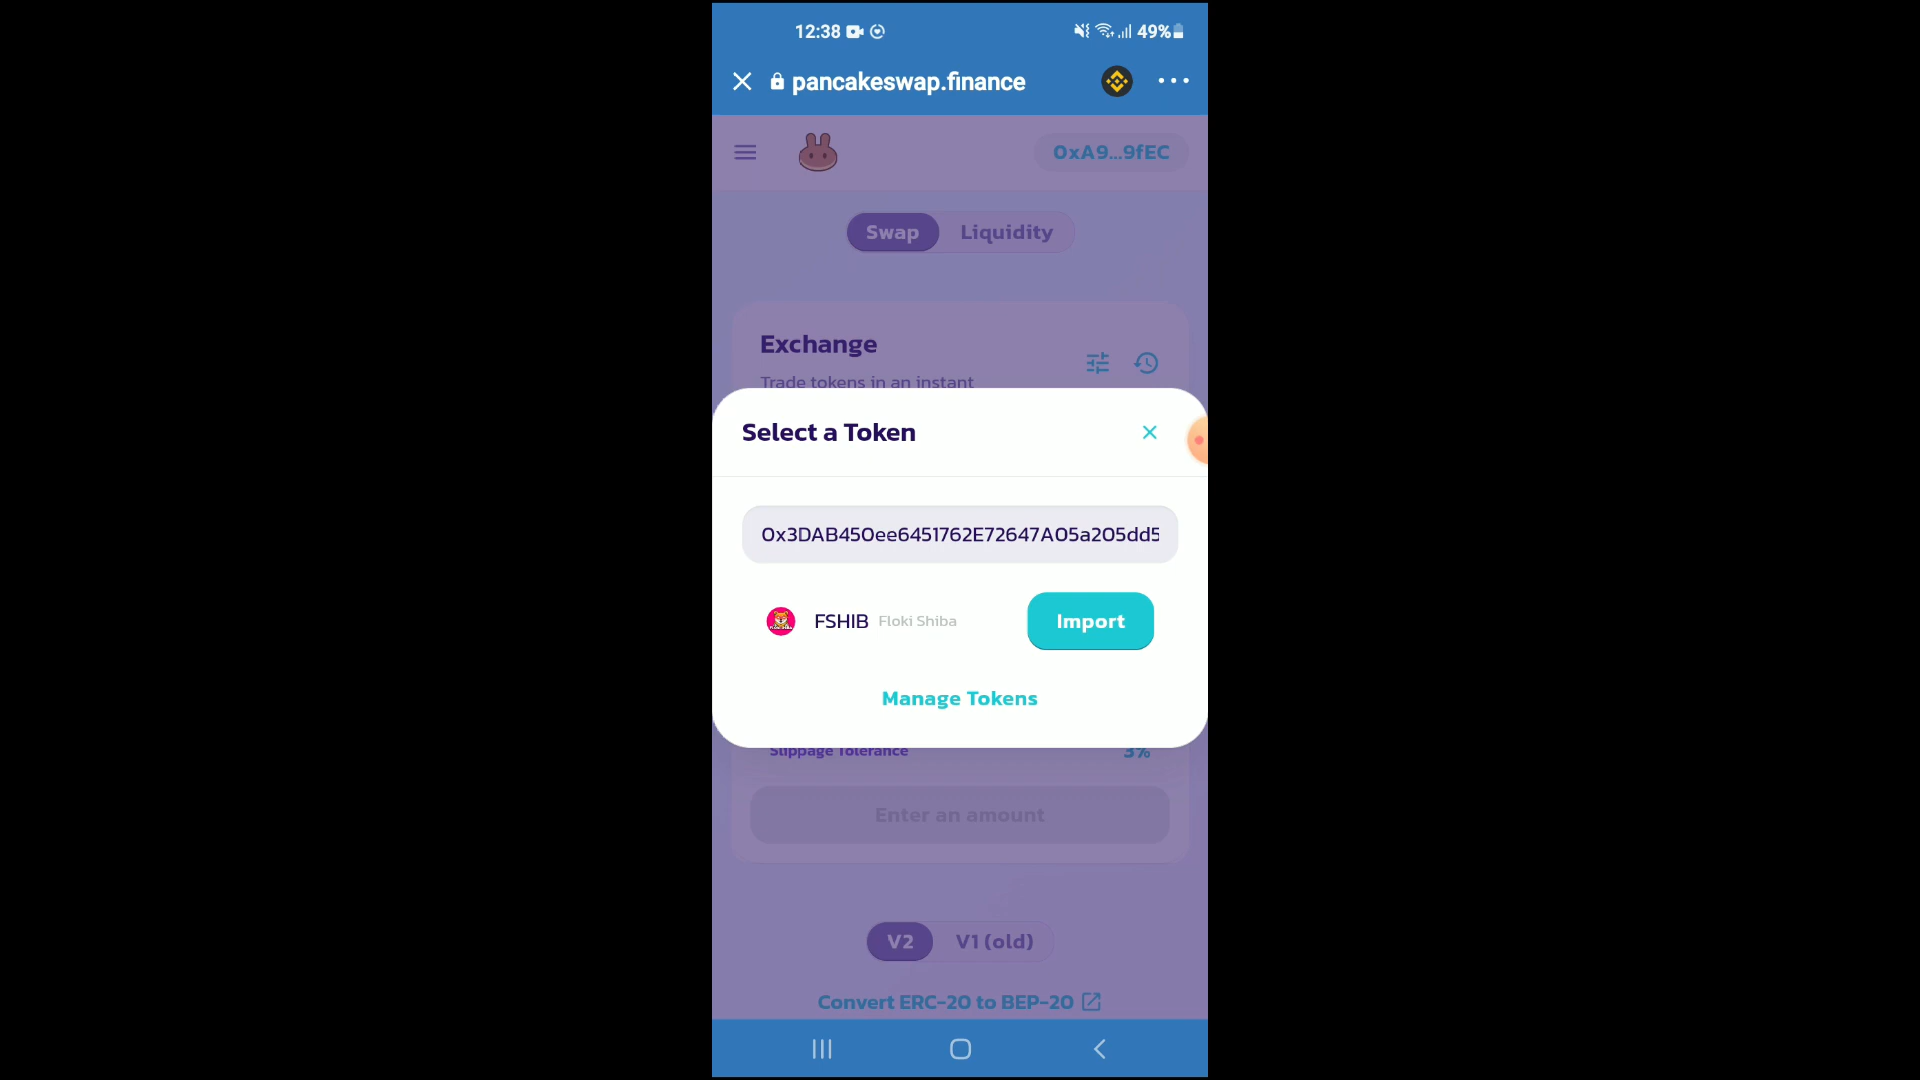 12:38 49%
pancakeswap.finance
0xA9...9fEC
Swap Liquidity
Exchange
Trade tokens in an instant
Select a Token
0x3DAB450ee6451762E72647A05a205dd5
FSHIB Floki Shiba Import
Manage Tokens
Slippage Tolerance 3%
Enter an amount
V2 V1 (old)
Convert ERC-20 to BEP-20